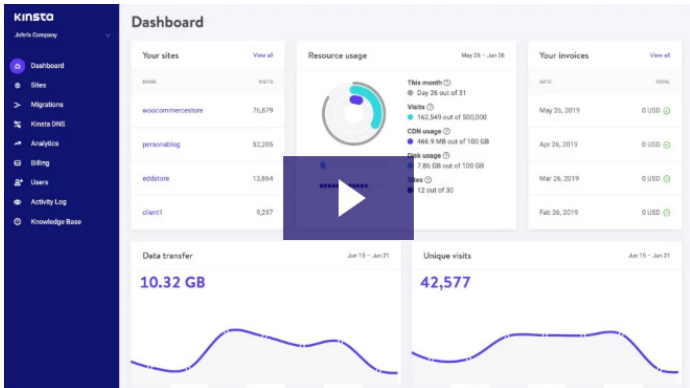 KINSTA
John's Company
Dashboard
Sites
Migrations
Kinsta DNS
Analytics
Billing
Users
Activity Log
Knowledge Base
Dashboard
Your sites View all
NAME VISITS
woocommercestore 76,879
personablog 52,285
eddstore 13,864
client1 9,237
Resource usage May 26 – Jun 26
This month
Day 26 out of 31
Visits
162,549 out of 500,000
CDN usage
466.9 MB out of 100 GB
Disk usage
7.86 GB out of 100 GB
Sites
12 out of 30
Your invoices View all
DATE TOTAL
May 26, 2019 0 USD
Apr 26, 2019 0 USD
Mar 26, 2019 0 USD
Feb 26, 2019 0 USD
Data transfer Jun 15 – Jun 21
10.32 GB
Unique visits Jun 15 – Jun 21
42,577